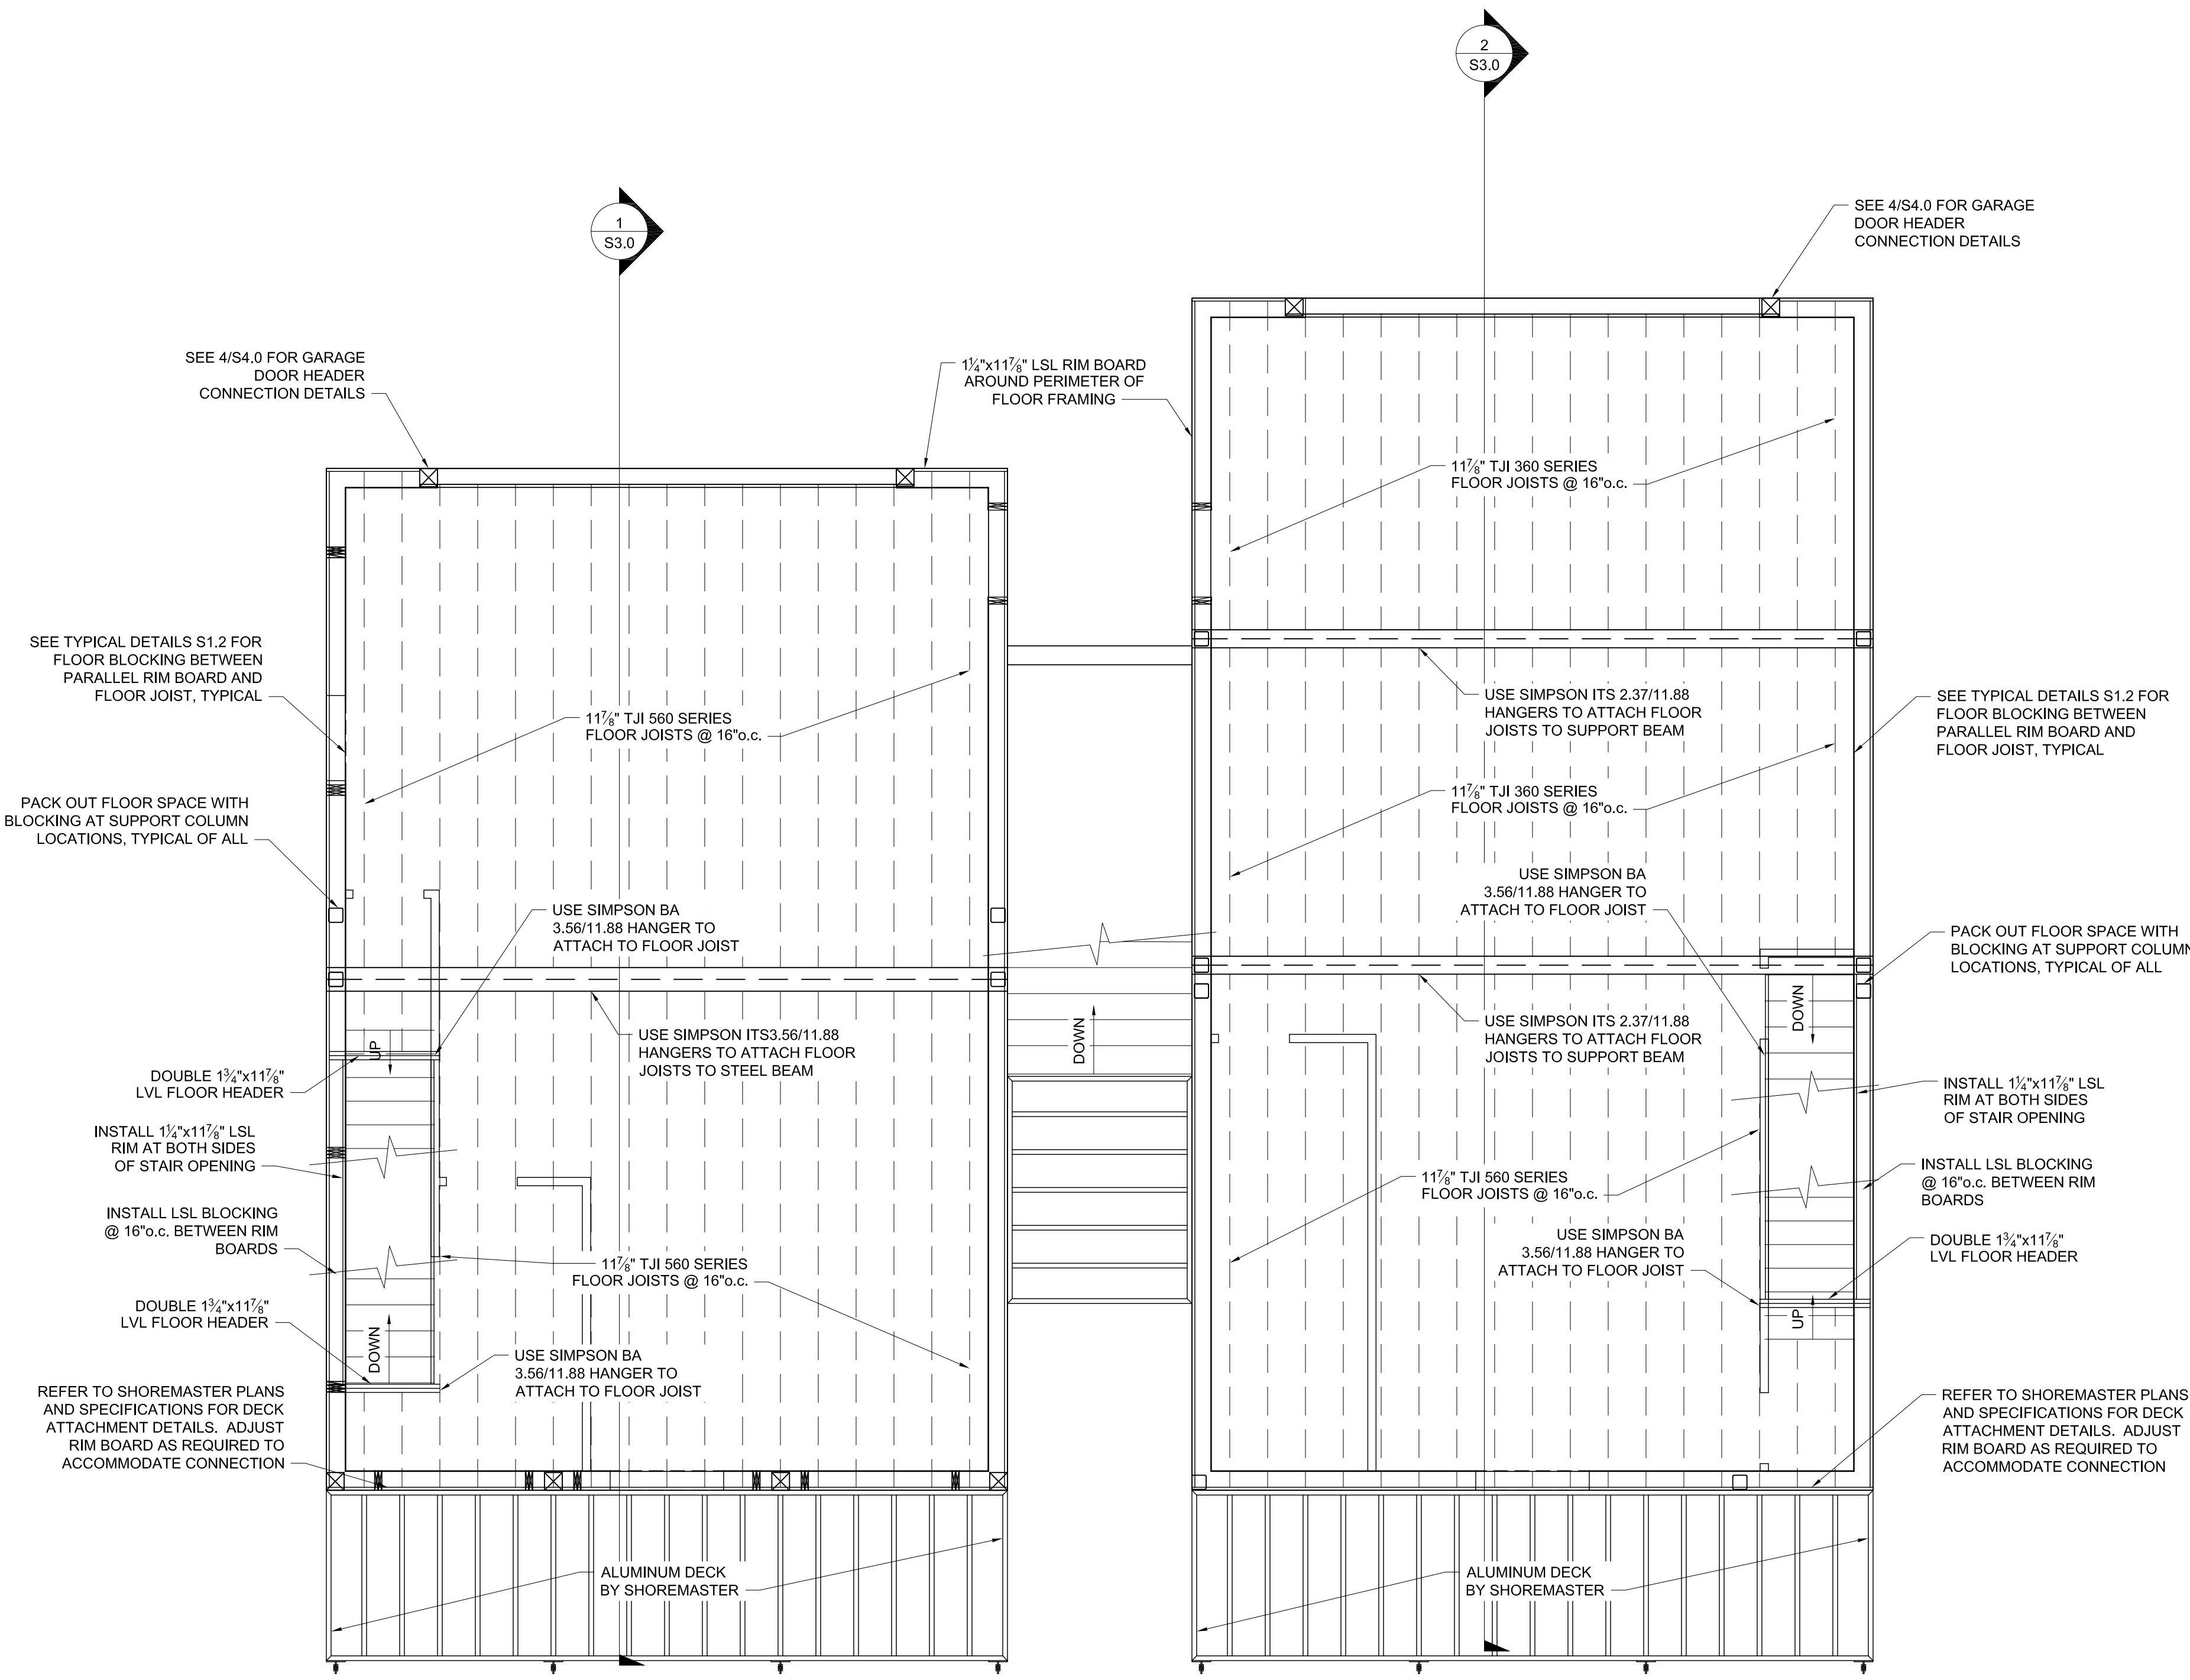 2
S3.0
1
S3.0
SEE 4/S4.0 FOR GARAGE
DOOR HEADER
CONNECTION DETAILS
SEE 4/S4.0 FOR GARAGE
DOOR HEADER
CONNECTION DETAILS
1¼"x11⅞" LSL RIM BOARD
AROUND PERIMETER OF
FLOOR FRAMING
11⅞" TJI 360 SERIES
FLOOR JOISTS @ 16"o.c.
SEE TYPICAL DETAILS S1.2 FOR
FLOOR BLOCKING BETWEEN
PARALLEL RIM BOARD AND
FLOOR JOIST, TYPICAL
11⅞" TJI 560 SERIES
FLOOR JOISTS @ 16"o.c.
USE SIMPSON ITS 2.37/11.88
HANGERS TO ATTACH FLOOR
JOISTS TO SUPPORT BEAM
SEE TYPICAL DETAILS S1.2 FOR
FLOOR BLOCKING BETWEEN
PARALLEL RIM BOARD AND
FLOOR JOIST, TYPICAL
PACK OUT FLOOR SPACE WITH
BLOCKING AT SUPPORT COLUMN
LOCATIONS, TYPICAL OF ALL
11⅞" TJI 360 SERIES
FLOOR JOISTS @ 16"o.c.
USE SIMPSON BA
3.56/11.88 HANGER TO
ATTACH TO FLOOR JOIST
USE SIMPSON BA
3.56/11.88 HANGER TO
ATTACH TO FLOOR JOIST
PACK OUT FLOOR SPACE WITH
BLOCKING AT SUPPORT COLUMN
LOCATIONS, TYPICAL OF ALL
UP
USE SIMPSON ITS3.56/11.88
HANGERS TO ATTACH FLOOR
JOISTS TO STEEL BEAM
DOWN
USE SIMPSON ITS 2.37/11.88
HANGERS TO ATTACH FLOOR
JOISTS TO SUPPORT BEAM
DOWN
DOUBLE 1¾"x11⅞"
LVL FLOOR HEADER
INSTALL 1¼"x11⅞" LSL
RIM AT BOTH SIDES
OF STAIR OPENING
INSTALL 1¼"x11⅞" LSL
RIM AT BOTH SIDES
OF STAIR OPENING
INSTALL LSL BLOCKING
@ 16"o.c. BETWEEN RIM
BOARDS
11⅞" TJI 560 SERIES
FLOOR JOISTS @ 16"o.c.
11⅞" TJI 560 SERIES
FLOOR JOISTS @ 16"o.c.
INSTALL LSL BLOCKING
@ 16"o.c. BETWEEN RIM
BOARDS
USE SIMPSON BA
3.56/11.88 HANGER TO
ATTACH TO FLOOR JOIST
DOUBLE 1¾"x11⅞"
LVL FLOOR HEADER
DOUBLE 1¾"x11⅞"
LVL FLOOR HEADER
DOWN
UP
USE SIMPSON BA
3.56/11.88 HANGER TO
ATTACH TO FLOOR JOIST
REFER TO SHOREMASTER PLANS
AND SPECIFICATIONS FOR DECK
ATTACHMENT DETAILS. ADJUST
RIM BOARD AS REQUIRED TO
ACCOMMODATE CONNECTION
REFER TO SHOREMASTER PLANS
AND SPECIFICATIONS FOR DECK
ATTACHMENT DETAILS. ADJUST
RIM BOARD AS REQUIRED TO
ACCOMMODATE CONNECTION
ALUMINUM DECK
BY SHOREMASTER
ALUMINUM DECK
BY SHOREMASTER